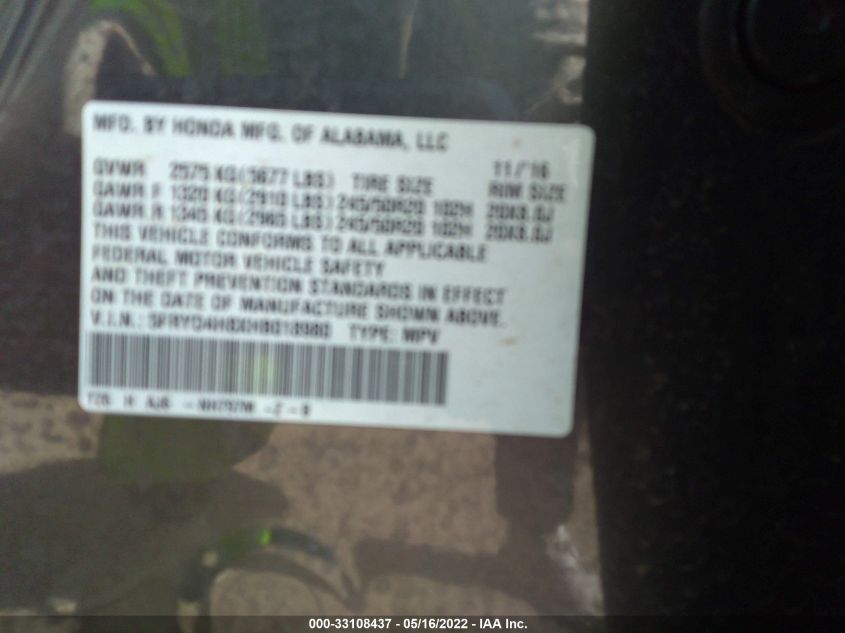 MFD. BY HONDA MFG. OF ALABAMA, LLC
11/16
GVWR 2575 KG (5677 LBS) TIRE SIZE RIM SIZE
GAWR F 1320 KG (2910 LBS) 245/50R20 102H 20X8.0J
GAWR R 1345 KG (2965 LBS) 245/50R20 102H 20X8.0J
THIS VEHICLE CONFORMS TO ALL APPLICABLE
FEDERAL MOTOR VEHICLE SAFETY
AND THEFT PREVENTION STANDARDS IN EFFECT
ON THE DATE OF MANUFACTURE SHOWN ABOVE.
V.I.N.: TYPE: MPV
000-33108437 - 05/16/2022 - IAA Inc.